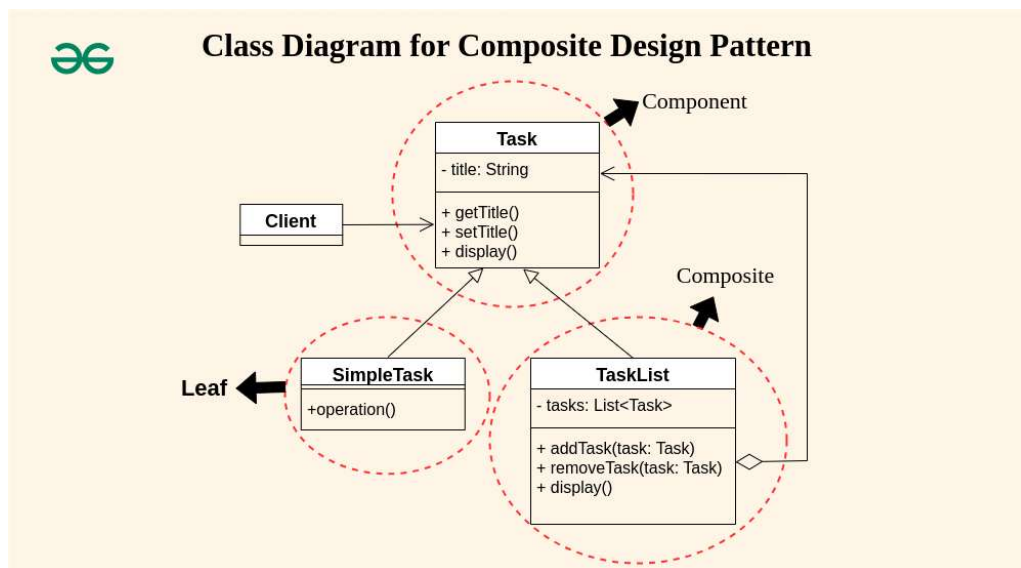 Class Diagram for Composite Design Pattern
Component
Task
- title: String
+ getTitle()
+ setTitle()
+ display()
Client
Composite
Leaf
SimpleTask
+operation()
TaskList
- tasks: List<Task>
+ addTask(task: Task)
+ removeTask(task: Task)
+ display()